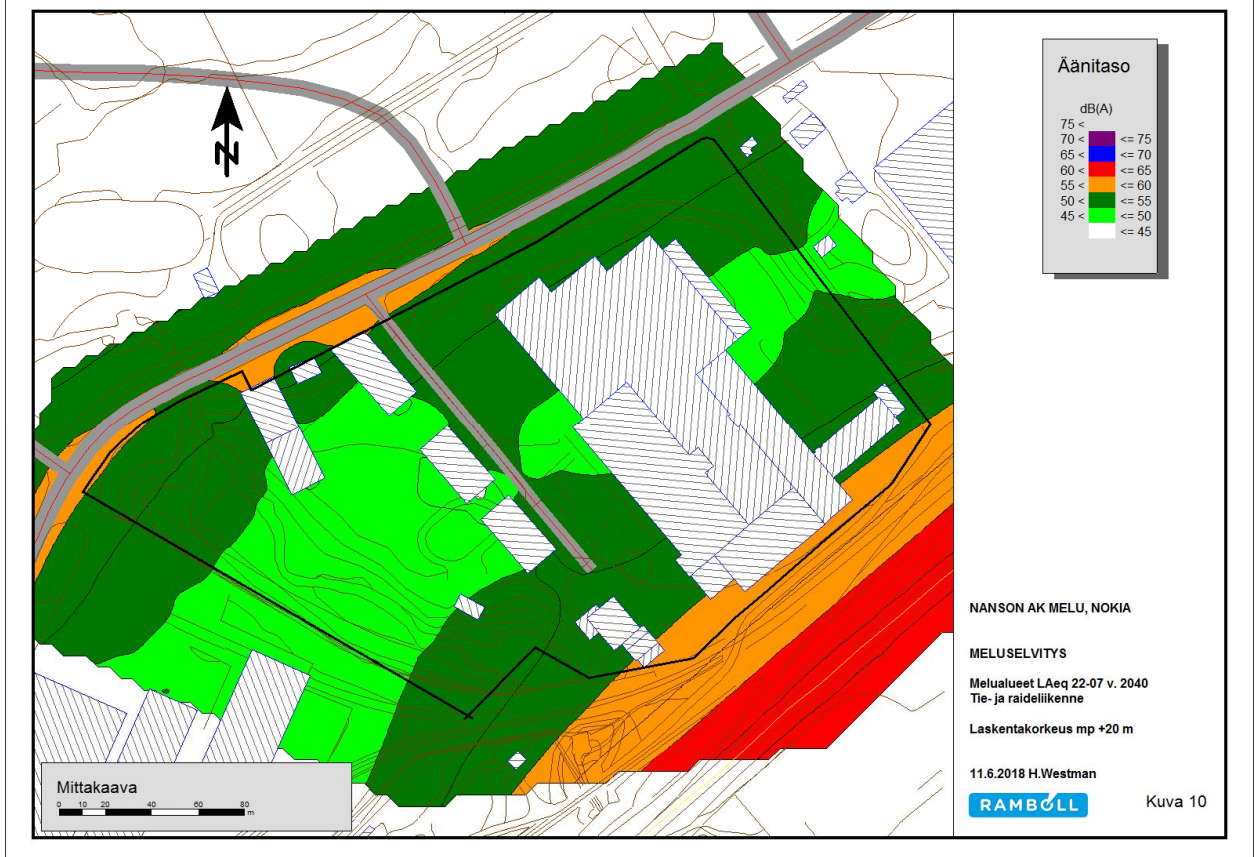 N
Äänitaso
dB(A)
75 <
70 < <= 75
65 < <= 70
60 < <= 65
55 < <= 60
50 < <= 55
45 < <= 50
<= 45
NANSON AK MELU, NOKIA
MELUSELVITYS
Melualueet LAeq 22-07 v. 2040
Tie- ja raideliikenne
Laskentakorkeus mp +20 m
11.6.2018 H.Westman
RAMBOLL
Kuva 10
Mittakaava
0 10 20 40 60 80
m